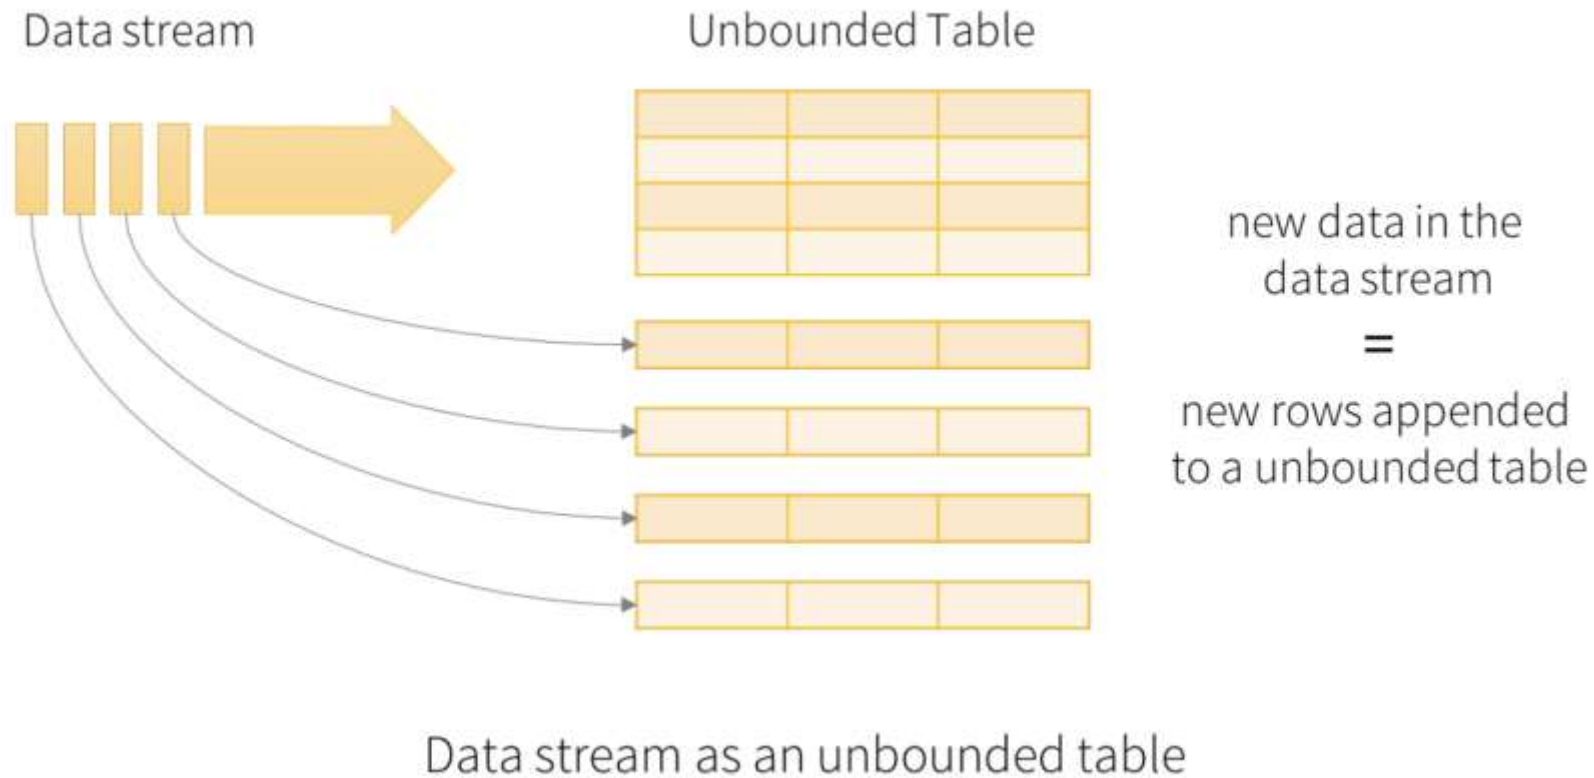 Data stream
Unbounded Table
new data in the
data stream
=
new rows appended
to a unbounded table
Data stream as an unbounded table